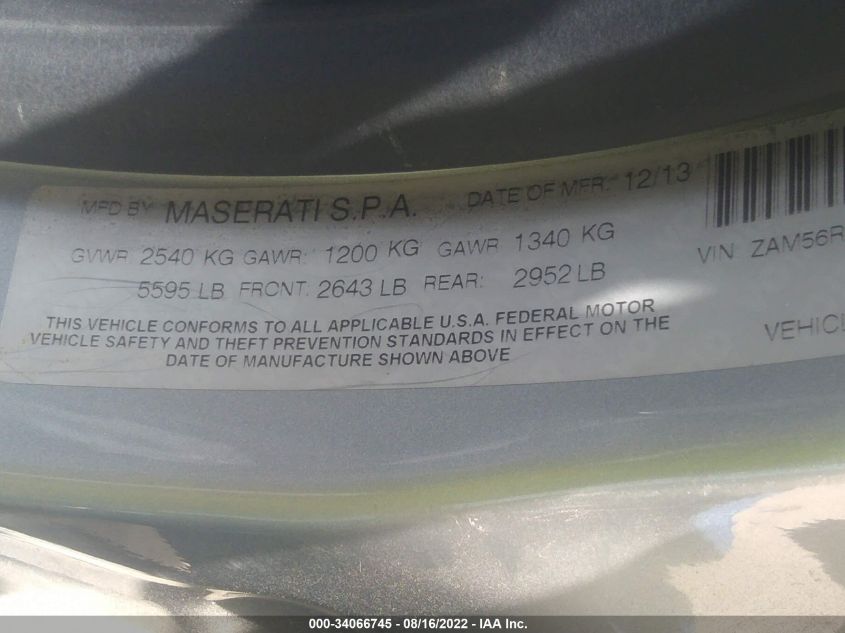 MFD BY MASERATI S.P.A. DATE OF MFR: 12/13
GVWR 2540 KG GAWR: 1200 KG GAWR 1340 KG
5595 LB FRONT: 2643 LB REAR: 2952 LB
VIN: ZAM56R
THIS VEHICLE CONFORMS TO ALL APPLICABLE U.S.A. FEDERAL MOTOR
VEHICLE SAFETY AND THEFT PREVENTION STANDARDS IN EFFECT ON THE
DATE OF MANUFACTURE SHOWN ABOVE
VEHICL
000-34066745 - 08/16/2022 - IAA Inc.